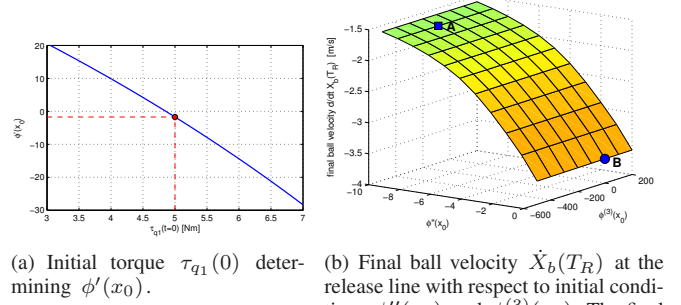 20
10
0
−10
−20
−30
3 3.5 4 4.5 5 5.5 6 6.5 7
ϕ'(x0)
τq1(t=0) [Nm]
−1.5
−2
−2.5
−3
−3.5
−4
final ball velocity d/dt Xb(TR) [m/s]
−10 −8 −6 −4 −2 0
ϕ''(x0)
−600 −400 −200 0 200
ϕ(3)(x0)
A
B
(a) Initial torque τq1(0) deter-
mining ϕ′(x0).
(b) Final ball velocity Ẋb(TR) at the
release line with respect to initial condi-